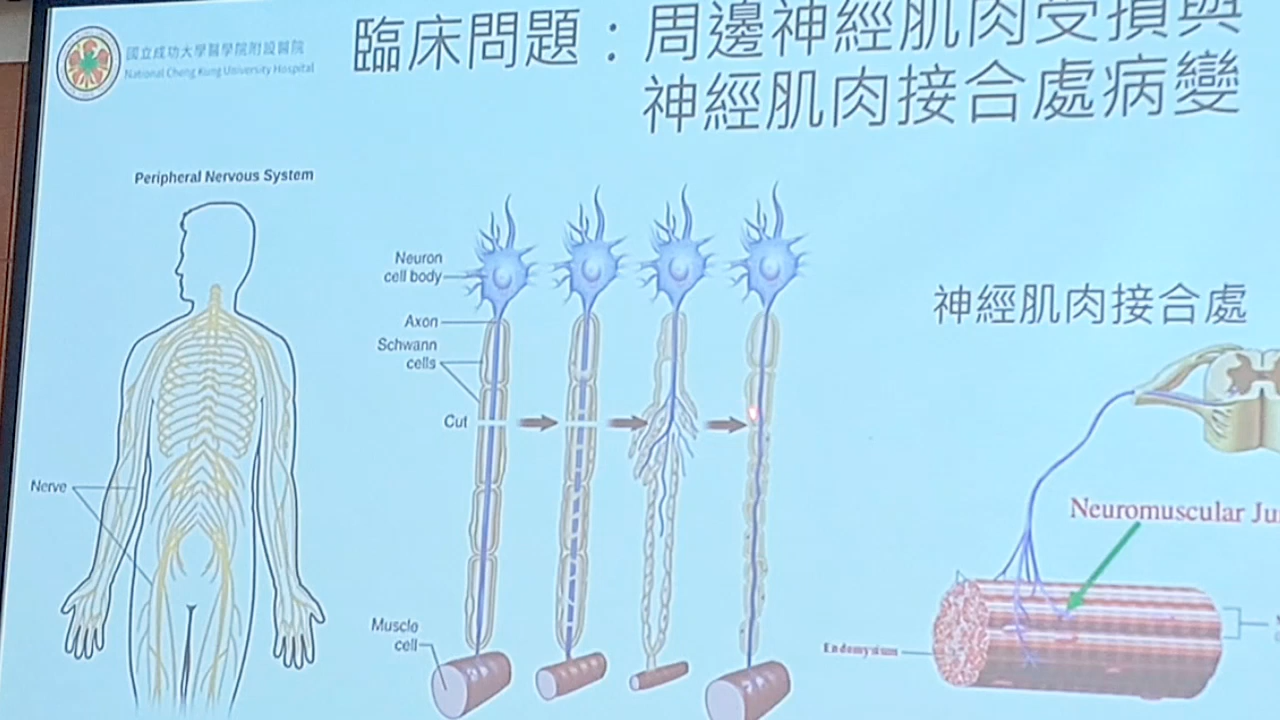 國立成功大學醫學院附設醫院
National Cheng Kung University Hospital
臨床問題：周邊神經肌肉受損與
神經肌肉接合處病變
Peripheral Nervous System
Neuron
cell body
Axon
Schwann
cells
Cut
Nerve
Muscle
cell
神經肌肉接合處
Neuromuscular Ju
Endomysium